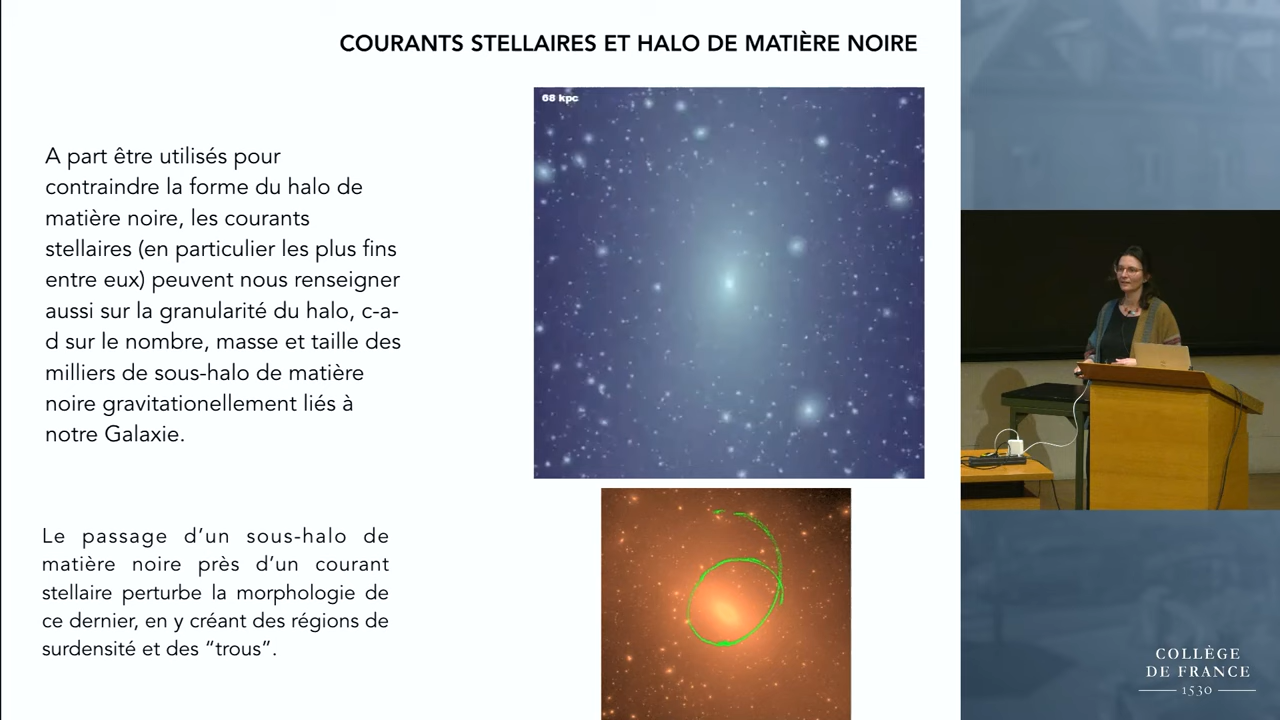 COURANTS STELLAIRES ET HALO DE MATIÈRE NOIRE
68 kpc
A part être utilisés pour
contraindre la forme du halo de
matière noire, les courants
stellaires (en particulier les plus fins
entre eux) peuvent nous renseigner
aussi sur la granularité du halo, c-a-
d sur le nombre, masse et taille des
milliers de sous-halo de matière
noire gravitationellement liés à
notre Galaxie.
Le passage d’un sous-halo de
matière noire près d’un courant
stellaire perturbe la morphologie de
ce dernier, en y créant des régions de
surdensité et des “trous”.
COLLÈGE
DE FRANCE
1530